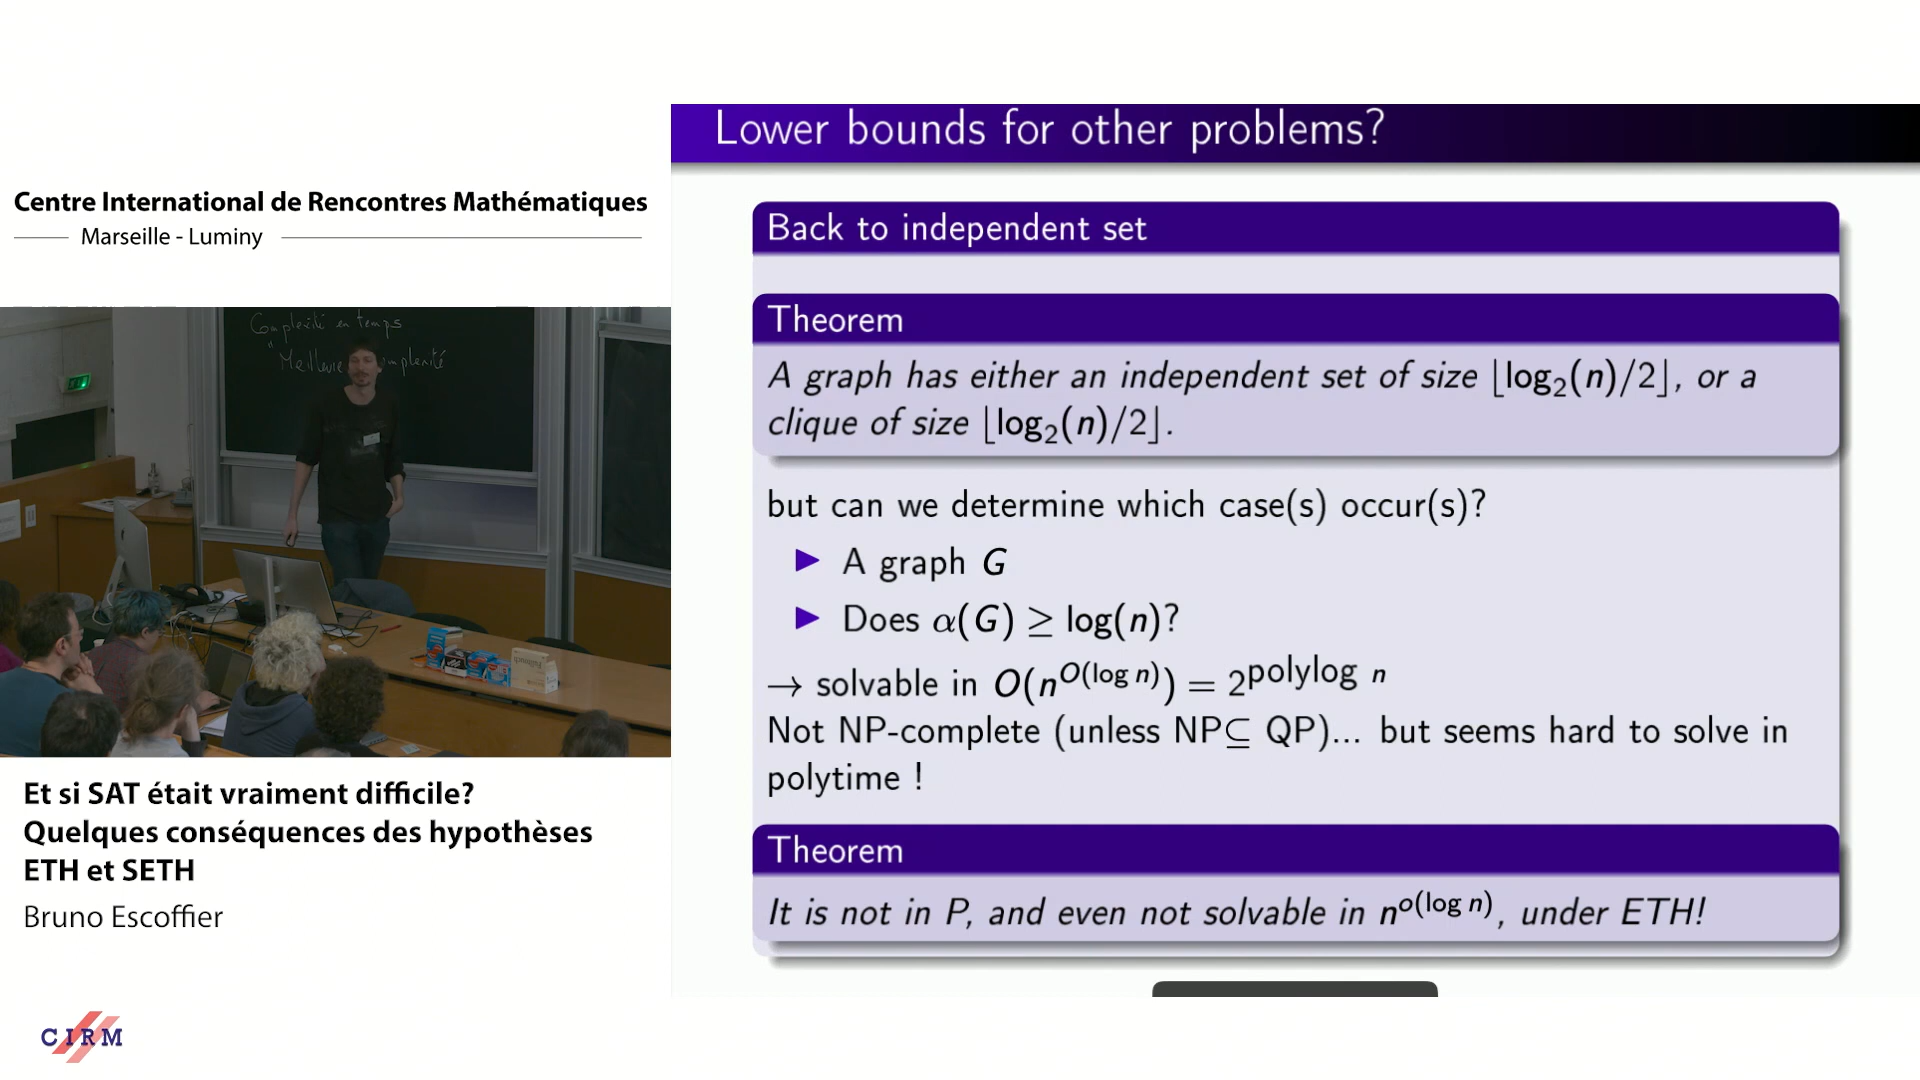 Centre International de Rencontres Mathématiques
Marseille - Luminy
Complexité en temps
Meilleure complexité
Et si SAT était vraiment difficile?
Quelques conséquences des hypothèses
ETH et SETH
Bruno Escoffier
CIRM
Lower bounds for other problems?
Back to independent set
Theorem
A graph has either an independent set of size ⌊log₂(n)/2⌋, or a
clique of size ⌊log₂(n)/2⌋.
but can we determine which case(s) occur(s)?
▶ A graph G
▶ Does α(G) ≥ log(n)?
→ solvable in O(n^{O(log n)}) = 2^{polylog n}
Not NP-complete (unless NP⊆ QP)... but seems hard to solve in
polytime !
Theorem
It is not in P, and even not solvable in n^{o(log n)}, under ETH!